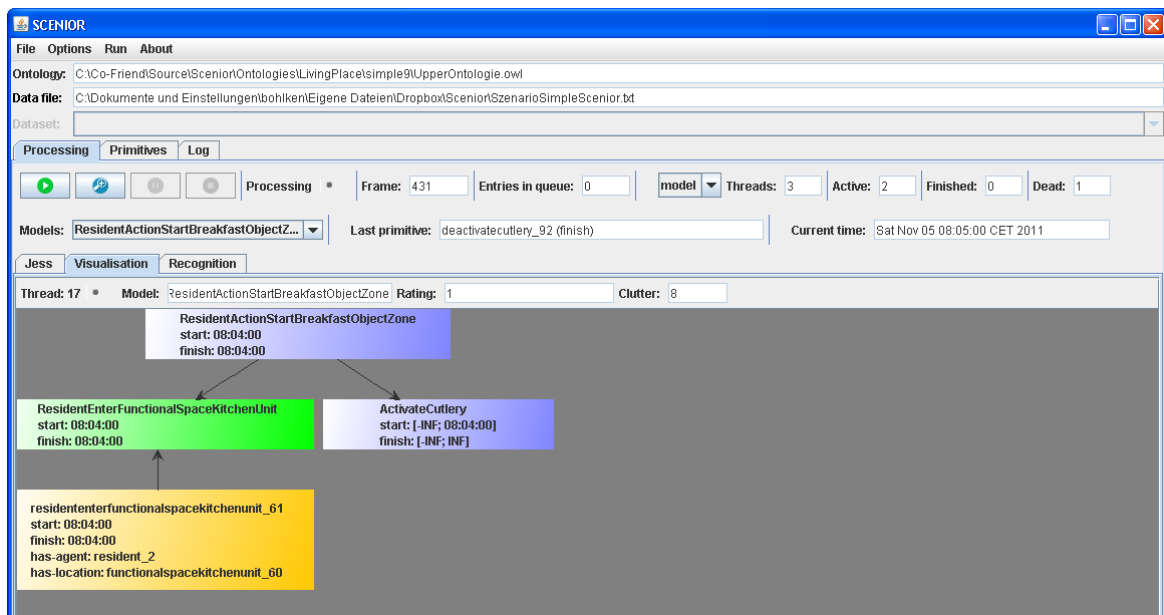 SCENIOR
File Options Run About
Ontology: C:\Co-Friend\Source\Scenior\Ontologies\LivingPlace\simple9\UpperOntologie.owl
Data file: C:\Dokumente und Einstellungen\bohlken\Eigene Dateien\Dropbox\Scenior\SzenarioSimpleScenior.txt
Dataset:
Processing Primitives Log
Processing Frame: 431 Entries in queue: 0 model Threads: 3 Active: 2 Finished: 0 Dead: 1
Models: ResidentActionStartBreakfastObjectZ... Last primitive: deactivatecutlery_92 (finish) Current time: Sat Nov 05 08:05:00 CET 2011
Jess Visualisation Recognition
Thread: 17 Model: ResidentActionStartBreakfastObjectZone Rating: 1 Clutter: 8
ResidentActionStartBreakfastObjectZone
start: 08:04:00
finish: 08:04:00
ResidentEnterFunctionalSpaceKitchenUnit
start: 08:04:00
finish: 08:04:00
ActivateCutlery
start: [-INF; 08:04:00]
finish: [-INF; INF]
residententerfunctionalspacekitchenunit_61
start: 08:04:00
finish: 08:04:00
has-agent: resident_2
has-location: functionalspacekitchenunit_60